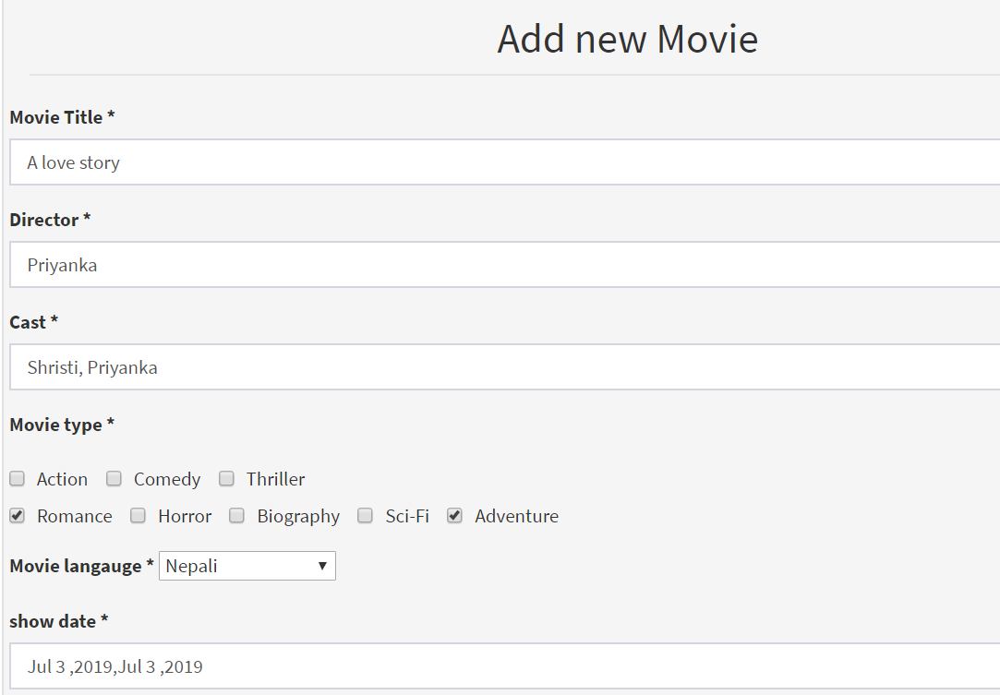 Add new Movie
Movie Title *
A love story
Director *
Priyanka
Cast *
Shristi, Priyanka
Movie type *
Action Comedy Thriller
Romance Horror Biography Sci-Fi Adventure
Movie langauge * Nepali
show date *
Jul 3 ,2019,Jul 3 ,2019